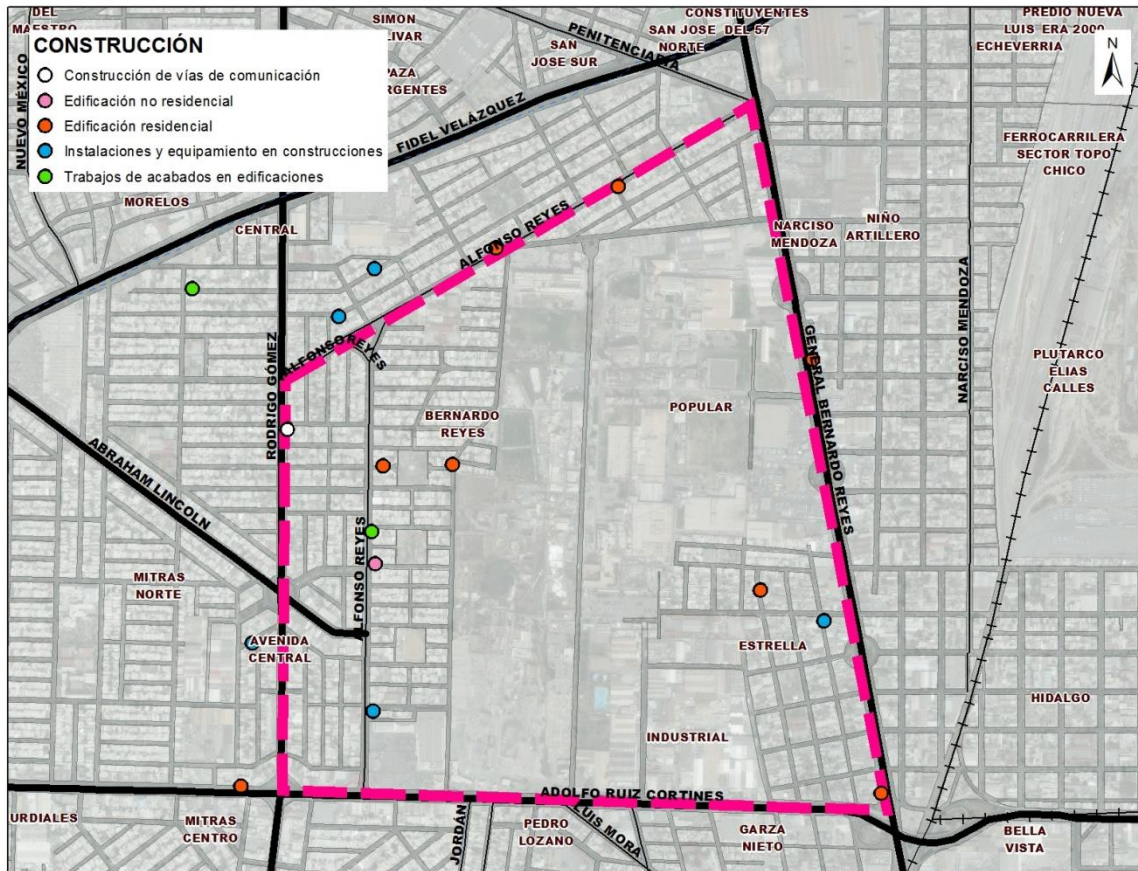 DEL
MAESTRO
CONSTRUCCIÓN
Construcción de vías de comunicación
Edificación no residencial
Edificación residencial
Instalaciones y equipamiento en construcciones
Trabajos de acabados en edificaciones
NUEVO MÉXICO
SIMON
SAN
JOSE SUR
PENITENCIARIA
CONSTITUYENTES
SAN JOSE DEL 57
NORTE
PREDIO NUEVA
LUIS ERA 2000
ECHEVERRIA
N
FERROCARRILERA
SECTOR TOPO
CHICO
FIDEL VELÁZQUEZ
MORELOS
CENTRAL
ALFONSO REYES
NARCISO
MENDOZA
NIÑO
ARTILLERO
NARCISO MENDOZA
ALFONSO REYES
RODRIGO GÓMEZ
BERNARDO
REYES
POPULAR
GENERAL BERNARDO REYES
PLUTARCO
ELIAS
CALLES
ABRAHAM LINCOLN
MITRAS
NORTE
AVENIDA
CENTRAL
LFONSO REYES
ESTRELLA
HIDALGO
INDUSTRIAL
ADOLFO RUIZ CORTINES
URDIALES
MITRAS
CENTRO
JORDÁN
PEDRO
LOZANO
LUIS MORA
GARZA
NIETO
BELLA
VISTA